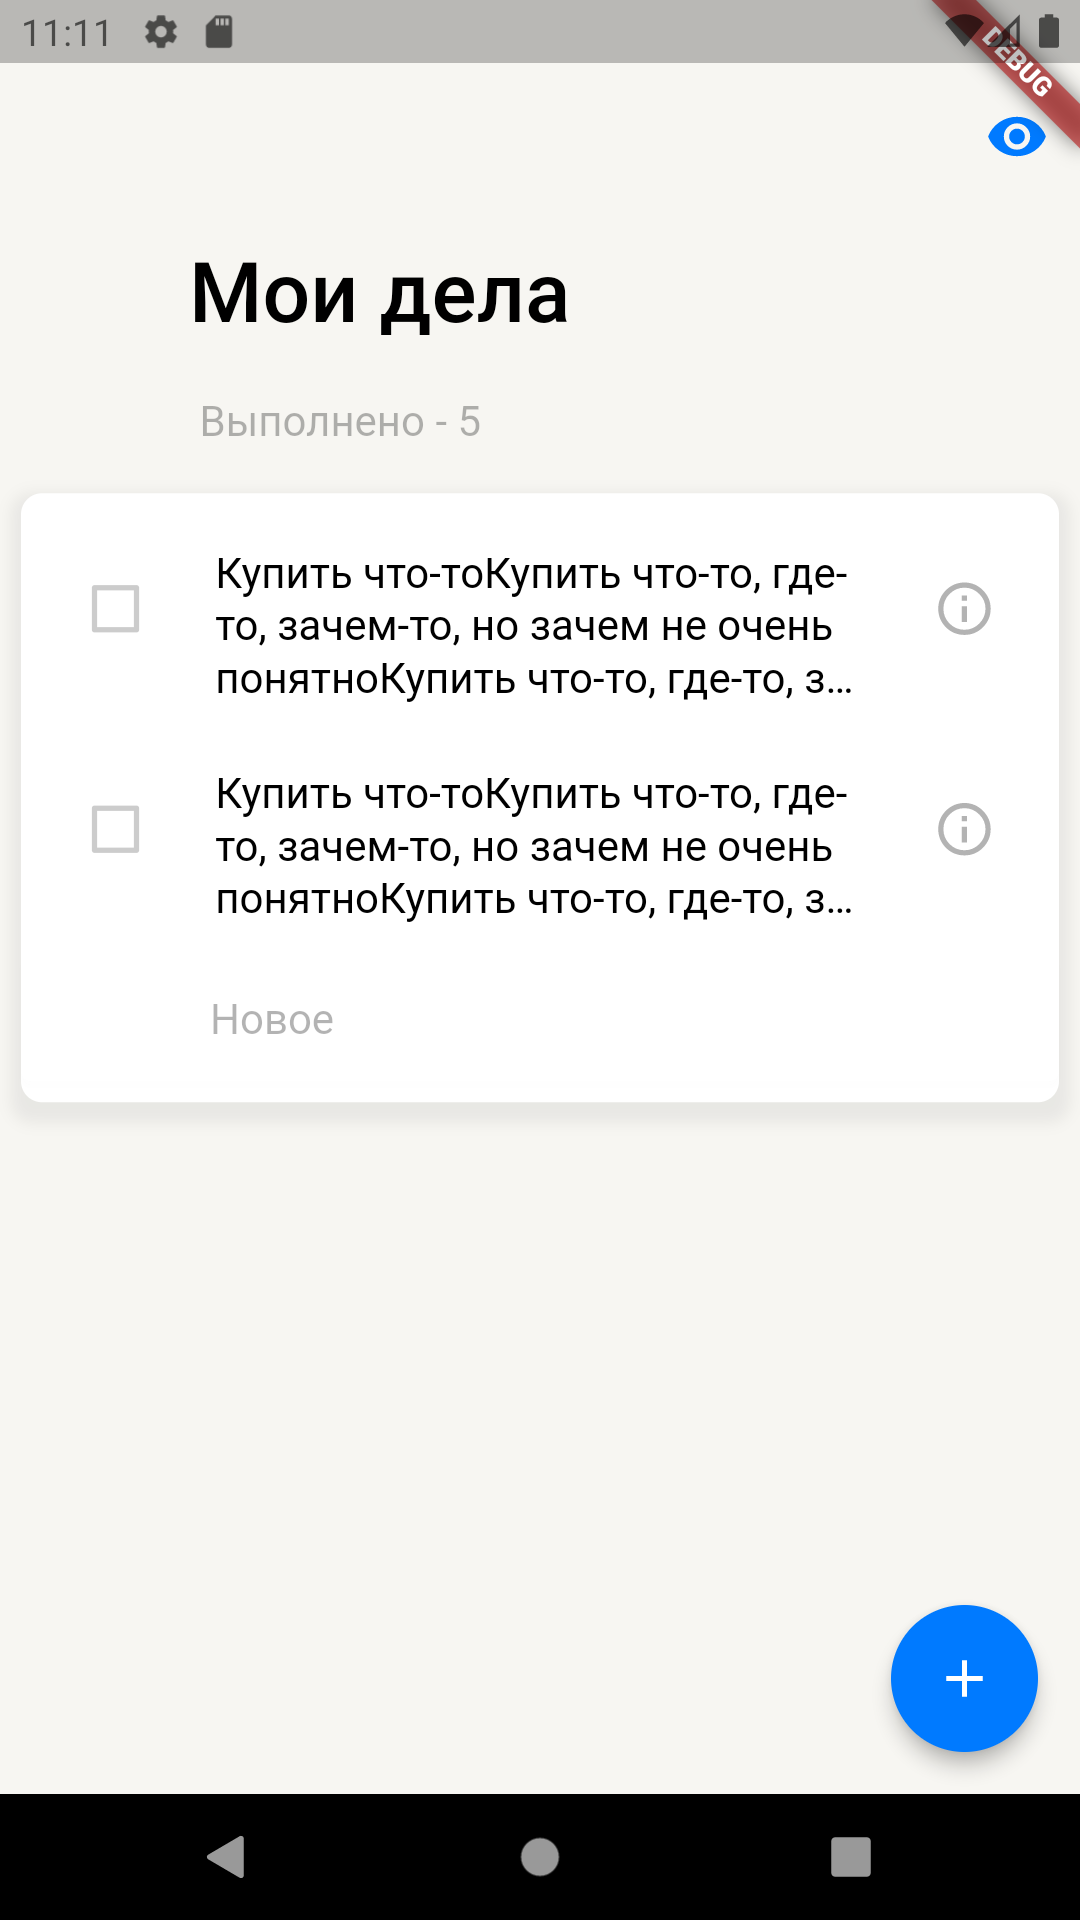 11:11
DEBUG
Мои дела
Выполнено - 5
Купить что-тоКупить что-то, где-
то, зачем-то, но зачем не очень
понятноКупить что-то, где-то, з...
Купить что-тоКупить что-то, где-
то, зачем-то, но зачем не очень
понятноКупить что-то, где-то, з...
Новое